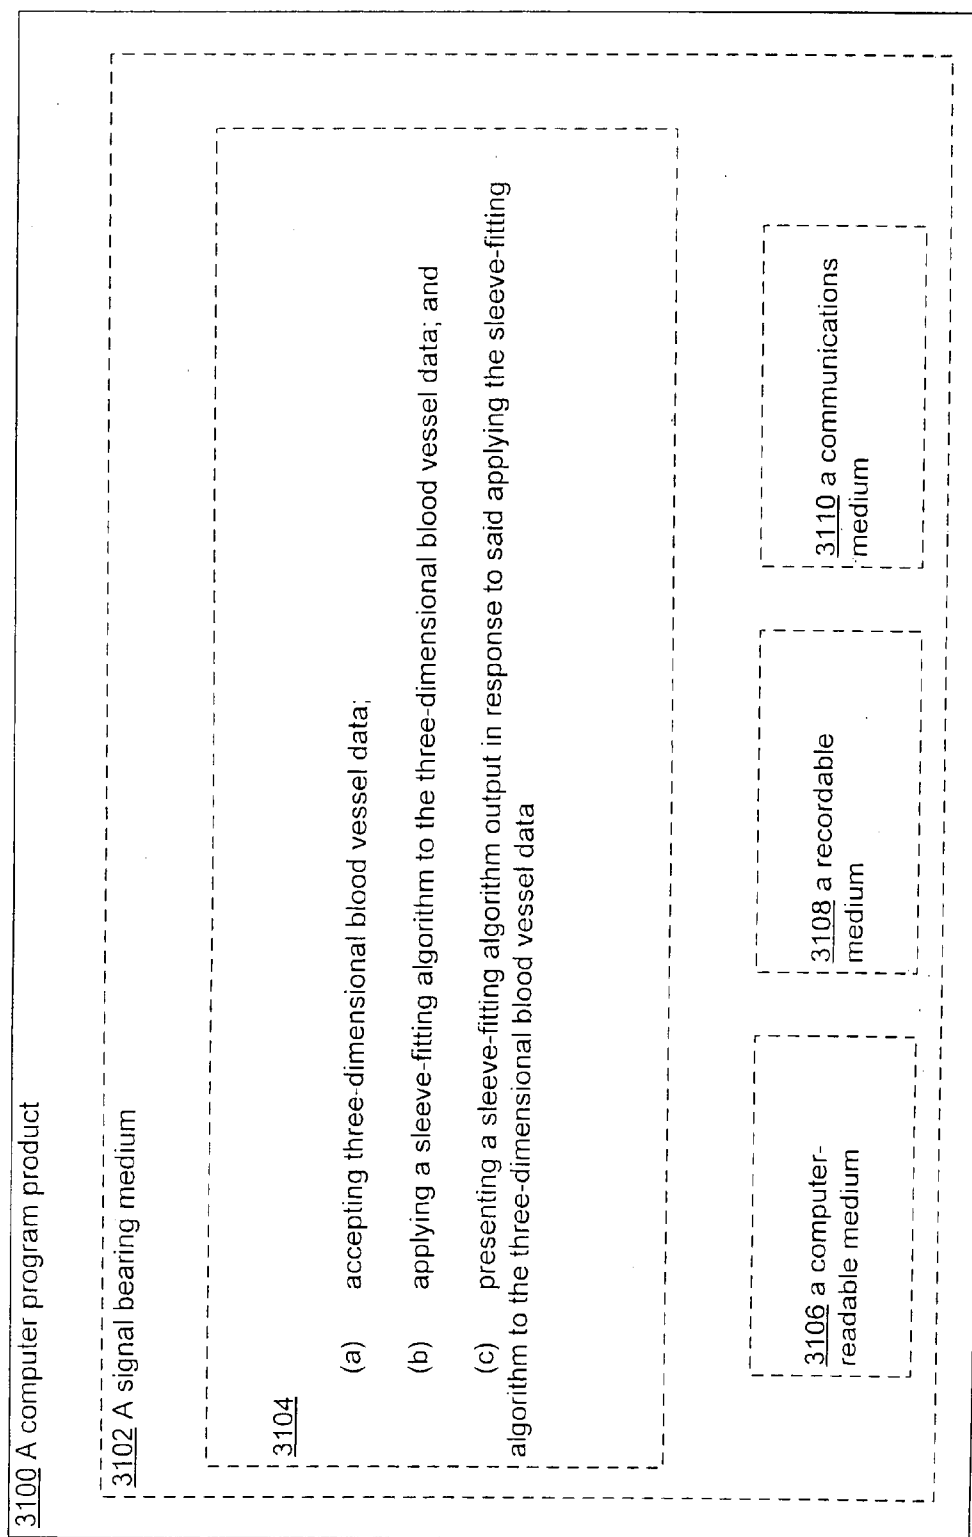 3100 A computer program product
3102 A signal bearing medium
3104
(a) accepting three-dimensional blood vessel data;
(b) applying a sleeve-fitting algorithm to the three-dimensional blood vessel data; and
(c) presenting a sleeve-fitting algorithm output in response to said applying the sleeve-fitting
algorithm to the three-dimensional blood vessel data
3106 a computer-
readable medium
3108 a recordable
medium
3110 a communications
medium